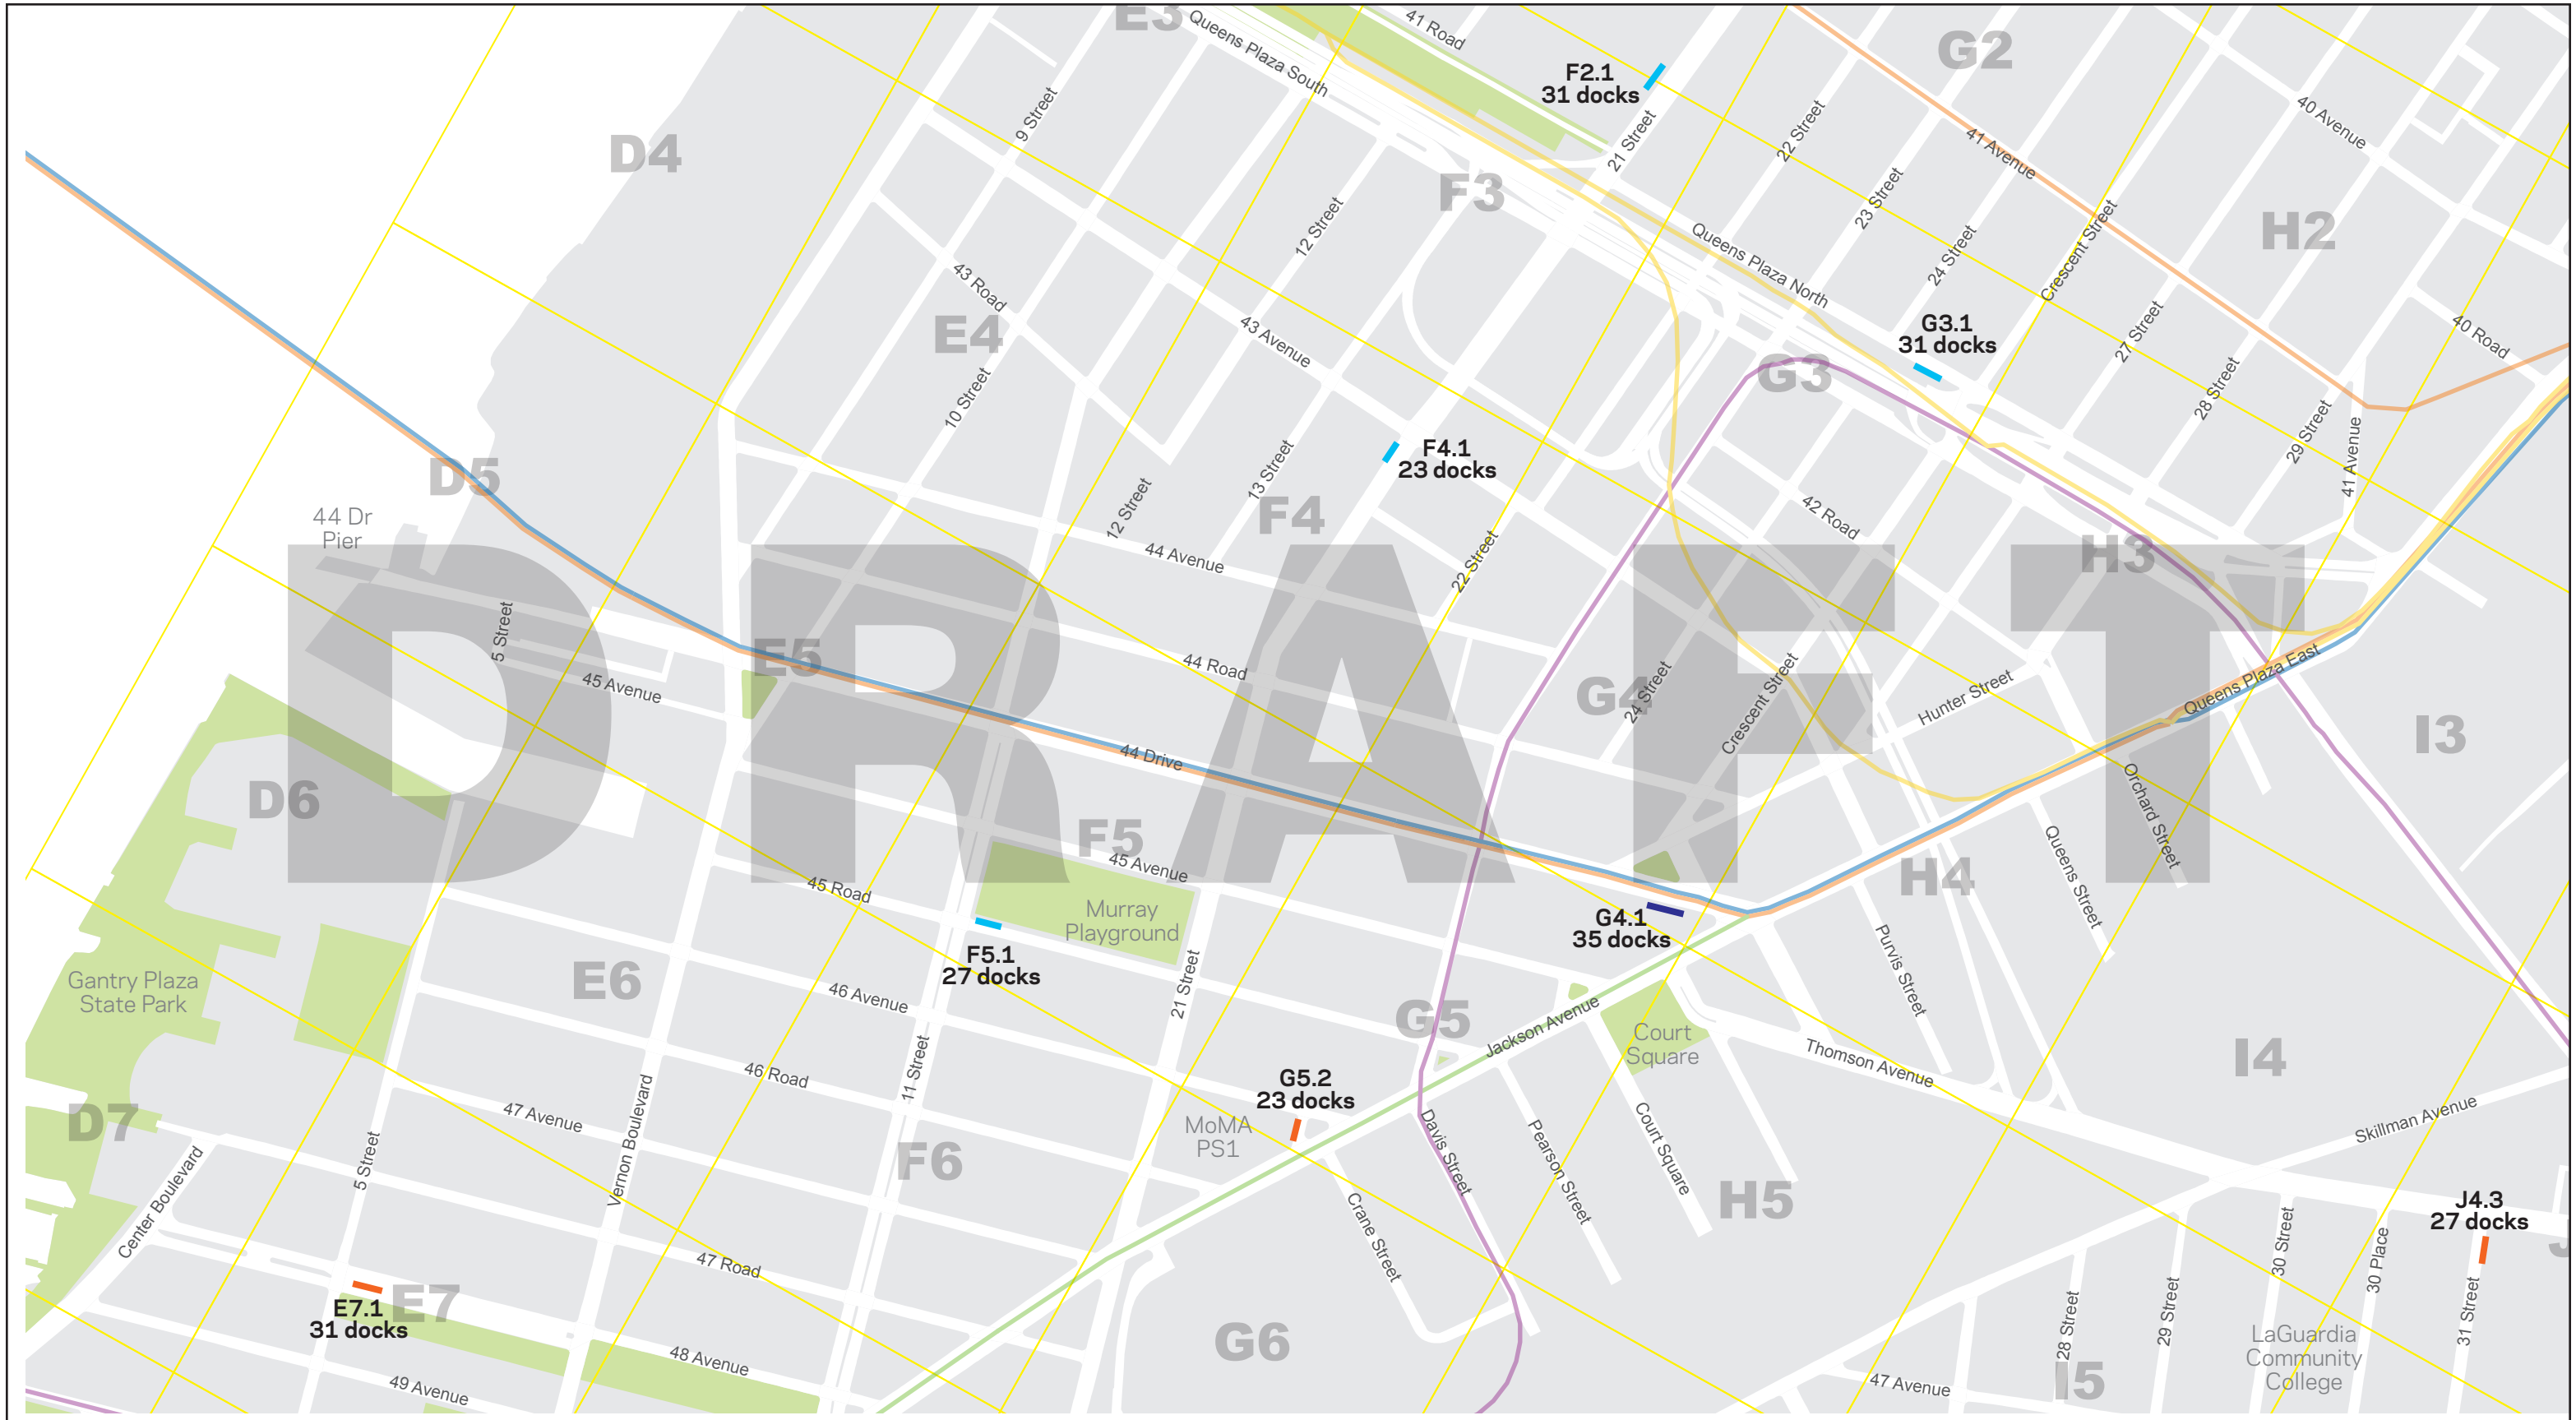 E3
Queens Plaza South
41 Road
F2.1
31 docks
G2
40 Avenue
9 Street
21 Street
22 Street
41 Avenue
D4
F3
23 Street
12 Street
24 Street
Crescent Street
H2
43 Road
Queens Plaza North
E4
43 Avenue
G3.1
31 docks
27 Street
40 Road
G3
10 Street
28 Street
F4.1
23 docks
29 Street
41 Avenue
D5
13 Street
44 Dr
Pier
12 Street
F4
42 Road
44 Avenue
22 Street
H3
DRAFT
5 Street
E5
45 Avenue
44 Road
G4
24 Street
Crescent Street
Hunter Street
Queens Plaza East
I3
44 Drive
D6
Orchard Street
F5
45 Avenue
45 Road
Queens Street
H4
Murray
Playground
G4.1
35 docks
F5.1
27 docks
Gantry Plaza
State Park
E6
46 Avenue
21 Street
G5
Jackson Avenue
Court
Square
Purvis Street
Thomson Avenue
I4
46 Road
11 Street
G5.2
23 docks
MoMA
PS1
D7
47 Avenue
Vernon Boulevard
Davis Street
Pearson Street
Court Square
Skillman Avenue
5 Street
F6
Center Boulevard
Crane Street
H5
J4.3
27 docks
47 Road
30 Street
30 Place
31 Street
E7.1
31 docks
E7
G6
28 Street
29 Street
LaGuardia
Community
College
48 Avenue
49 Avenue
47 Avenue
I5